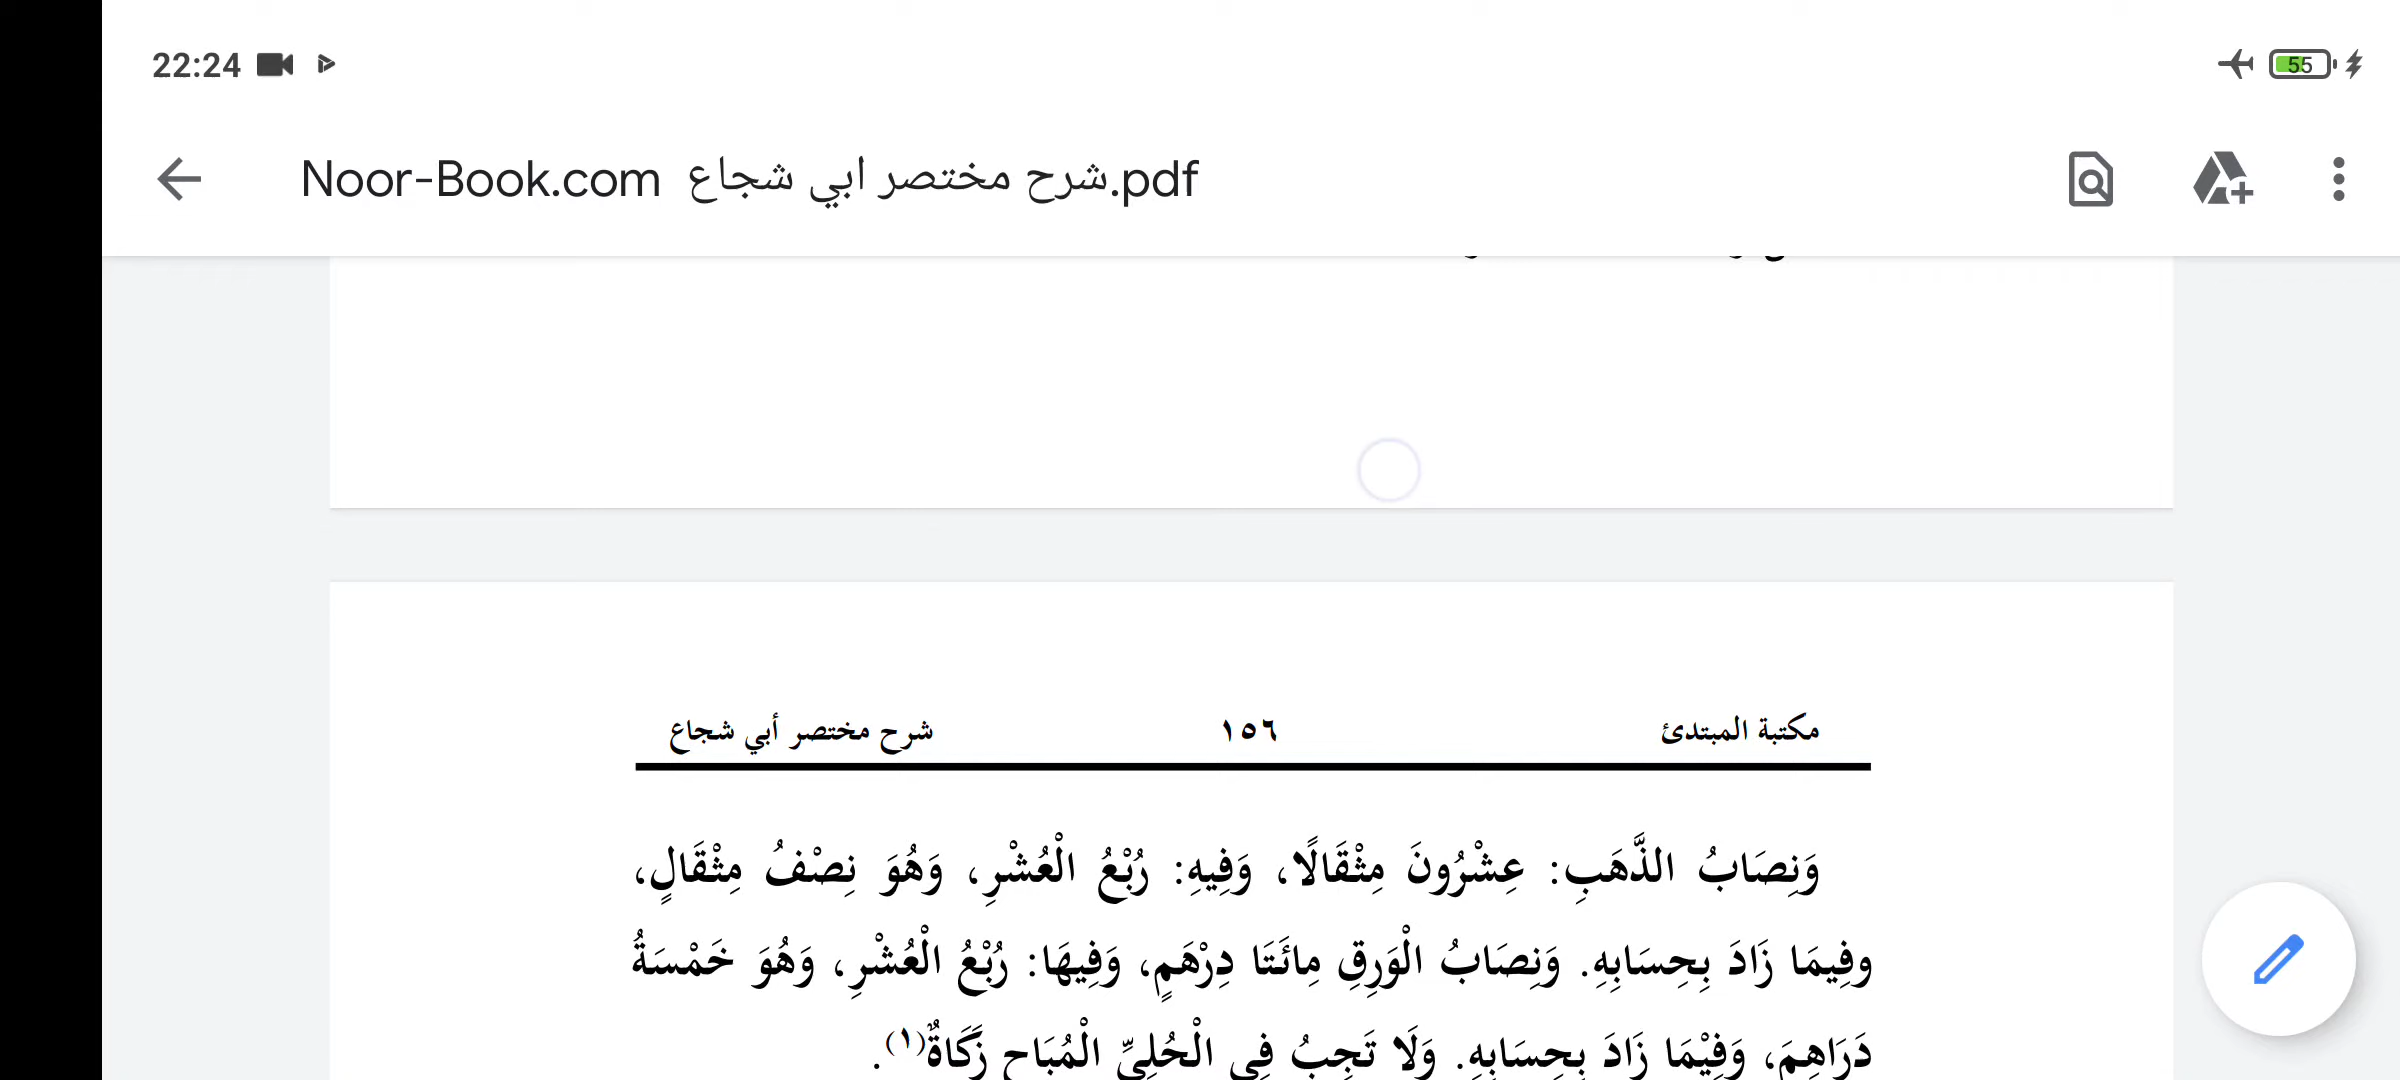 22:24
55
Noor-Book.com شرح مختصر ابي شجاع.pdf
مكتبة المبتدئ ١٥٦ شرح مختصر أبي شجاع
وَنِصَابُ الذَّهَبِ: عِشْرُونَ مِثْقَالًا، وَفِيهِ: رُبْعُ الْعُشْرِ، وَهُوَ نِصْفُ مِثْقَالٍ،
وفِيمَا زَادَ بِحِسَابِهِ. وَنِصَابُ الْوَرِقِ مِائَتَا دِرْهَمٍ، وَفِيهَا: رُبْعُ الْعُشْرِ، وَهُوَ خَمْسَةُ
دَرَاهِمَ، وَفِيْمَا زَادَ بِحِسَابِهِ. وَلَا تَجِبُ فِي الْحُلِيِّ الْمُبَاحِ زَكَاةٌ(١).